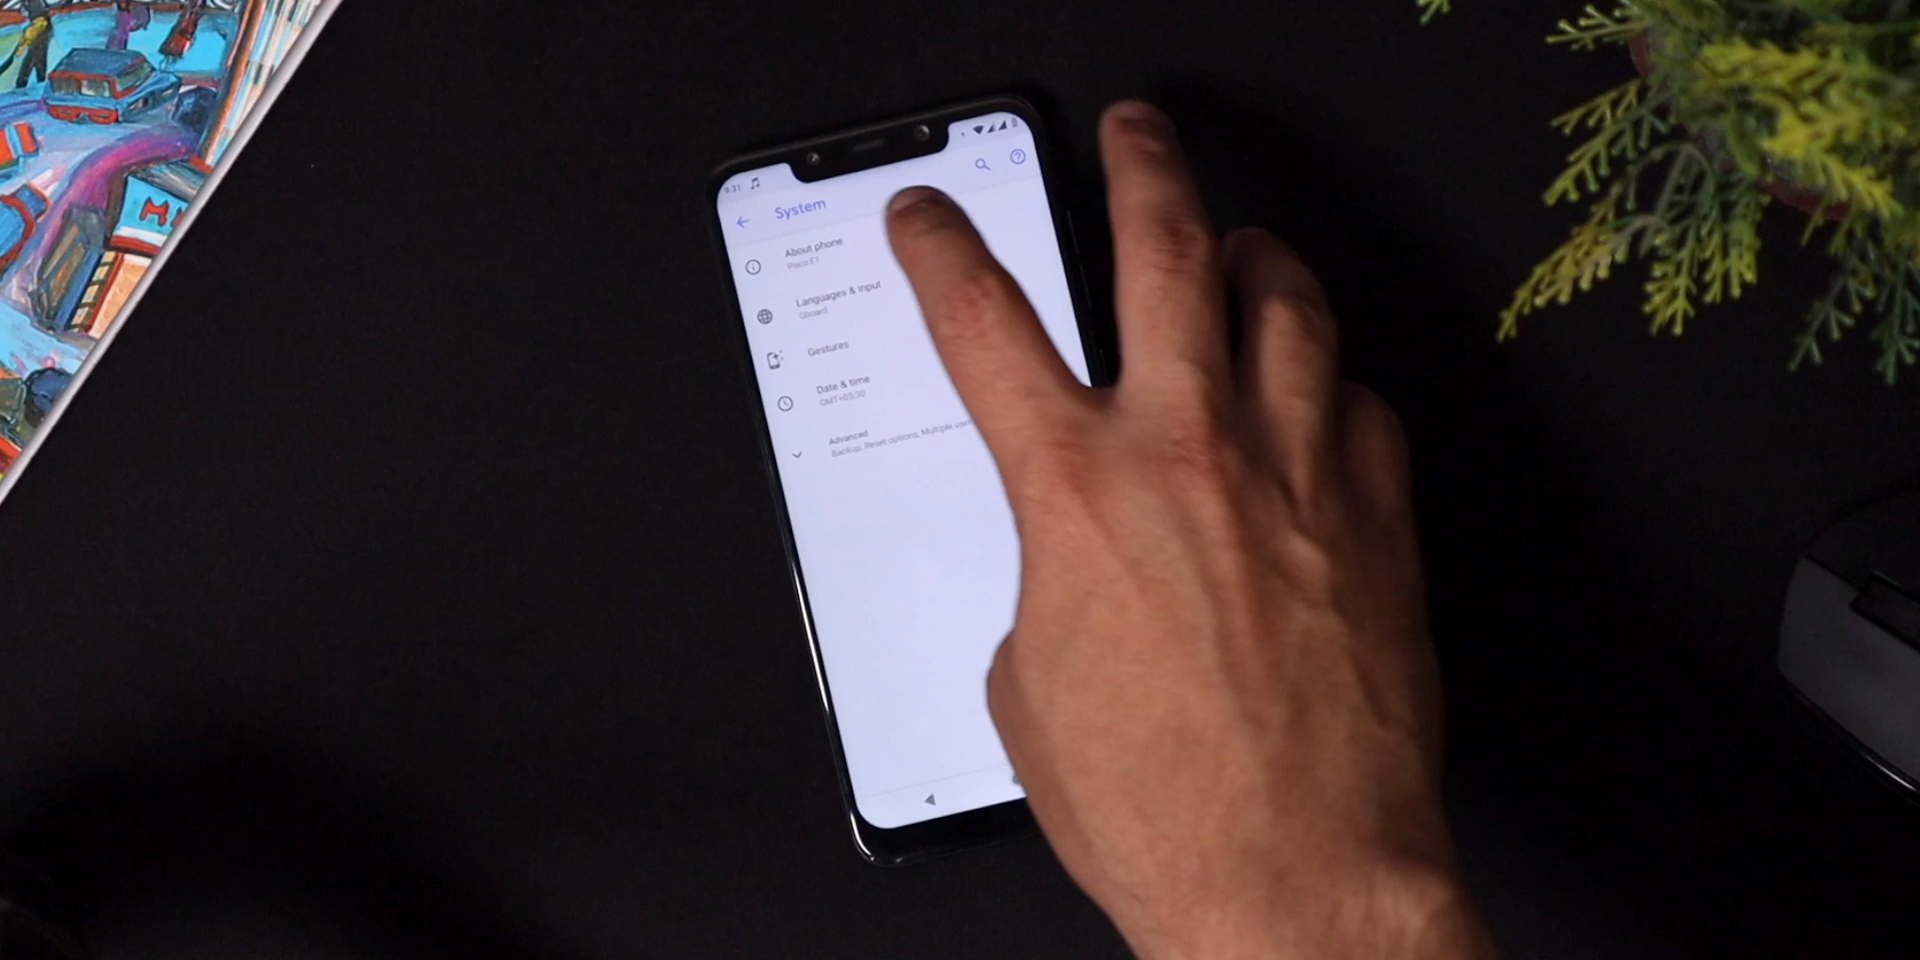 9:31
System
About phone
Poco F1
Languages & input
Gboard
Gestures
Date & time
GMT+05:30
Advanced
Backup, Reset options, Multiple